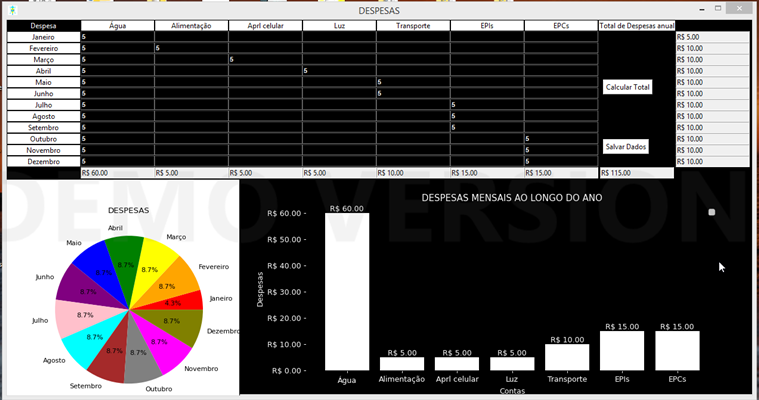 DESPESAS
Despesa Água Alimentação Aprl celular Luz Transporte EPIs EPCs Total de Despesas anual
Janeiro 5 R$ 5.00
Fevereiro 5 5 R$ 10.00
Março 5 5 R$ 10.00
Abril 5 5 R$ 10.00
Maio 5 5 R$ 10.00
Calcular Total
Junho 5 5 R$ 10.00
Julho 5 5 R$ 10.00
Agosto 5 5 R$ 10.00
Setembro 5 5 R$ 10.00
Outubro 5 5 R$ 10.00
Salvar Dados
Novembro 5 5 R$ 10.00
Dezembro 5 5 R$ 10.00
R$ 60.00 R$ 5.00 R$ 5.00 R$ 5.00 R$ 10.00 R$ 15.00 R$ 15.00 R$ 115.00
DEMO VERSION
DESPESAS
Abril
Março
Maio
Fevereiro
Junho
Janeiro
Julho
Dezembro
Agosto
Novembro
Setembro
Outubro
8.7%
8.7%
8.7%
8.7%
8.7%
4.3%
8.7%
8.7%
8.7%
8.7%
8.7%
8.7%
DESPESAS MENSAIS AO LONGO DO ANO
Despesas
R$ 60.00
R$ 50.00
R$ 40.00
R$ 30.00
R$ 20.00
R$ 10.00
R$ 0.00
R$ 60.00
R$ 5.00
R$ 5.00
R$ 5.00
R$ 10.00
R$ 15.00
R$ 15.00
Água Alimentação Aprl celular Luz Transporte EPIs EPCs
Contas